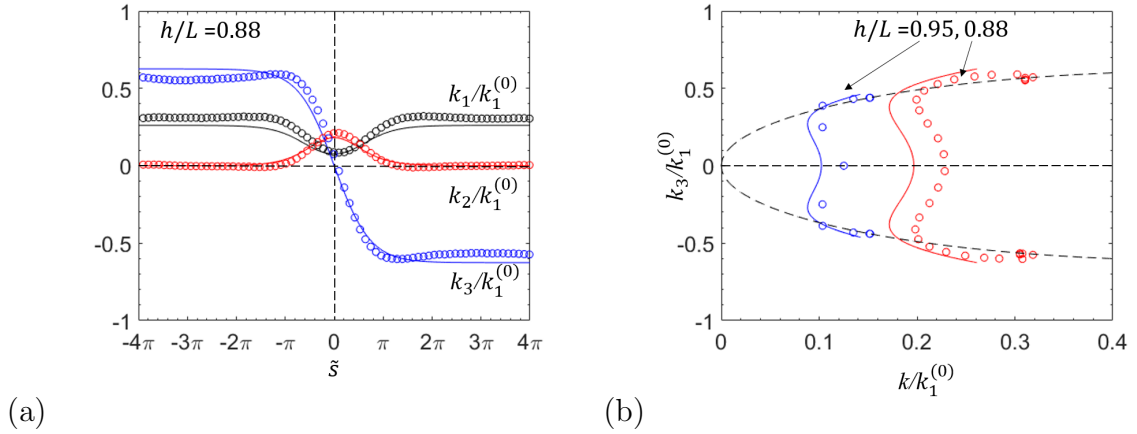 h/L =0.88
k₁/k₁⁽⁰⁾
k₂/k₁⁽⁰⁾
k₃/k₁⁽⁰⁾
1
0.5
0
-0.5
-1
-4π -3π -2π -π 0 π 2π 3π 4π
s̃
(a)
h/L =0.95, 0.88
k₃/k₁⁽⁰⁾
1
0.5
0
-0.5
-1
0 0.1 0.2 0.3 0.4
k/k₁⁽⁰⁾
(b)